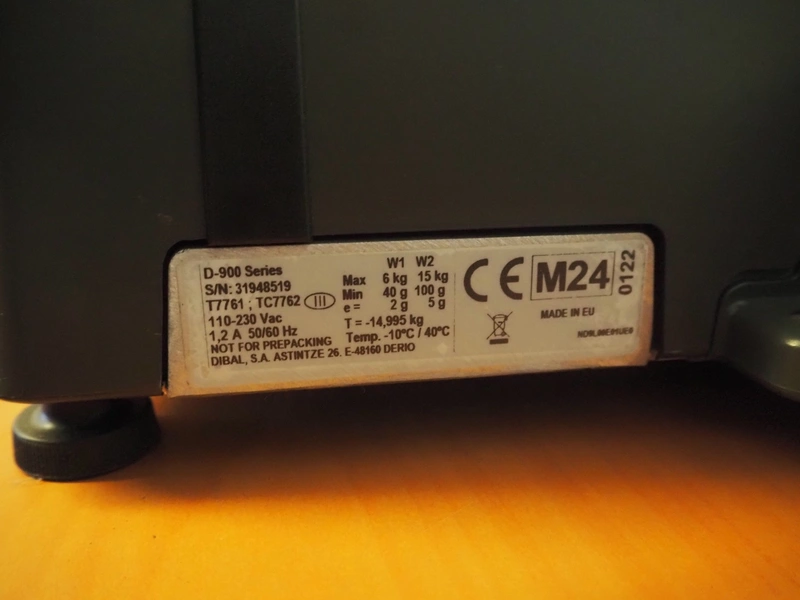 D-900 Series
S/N: 31948519
T7761 ; TC7762 III
110-230 Vac
1,2 A 50/60 Hz
NOT FOR PREPACKING
DIBAL, S.A. ASTINTZE 26. E-48160 DERIO
W1 W2
Max 6 kg 15 kg
Min 40 g 100 g
e = 2 g 5 g
T = -14,995 kg
Temp. -10ºC / 40ºC
CE M24 0122
MADE IN EU